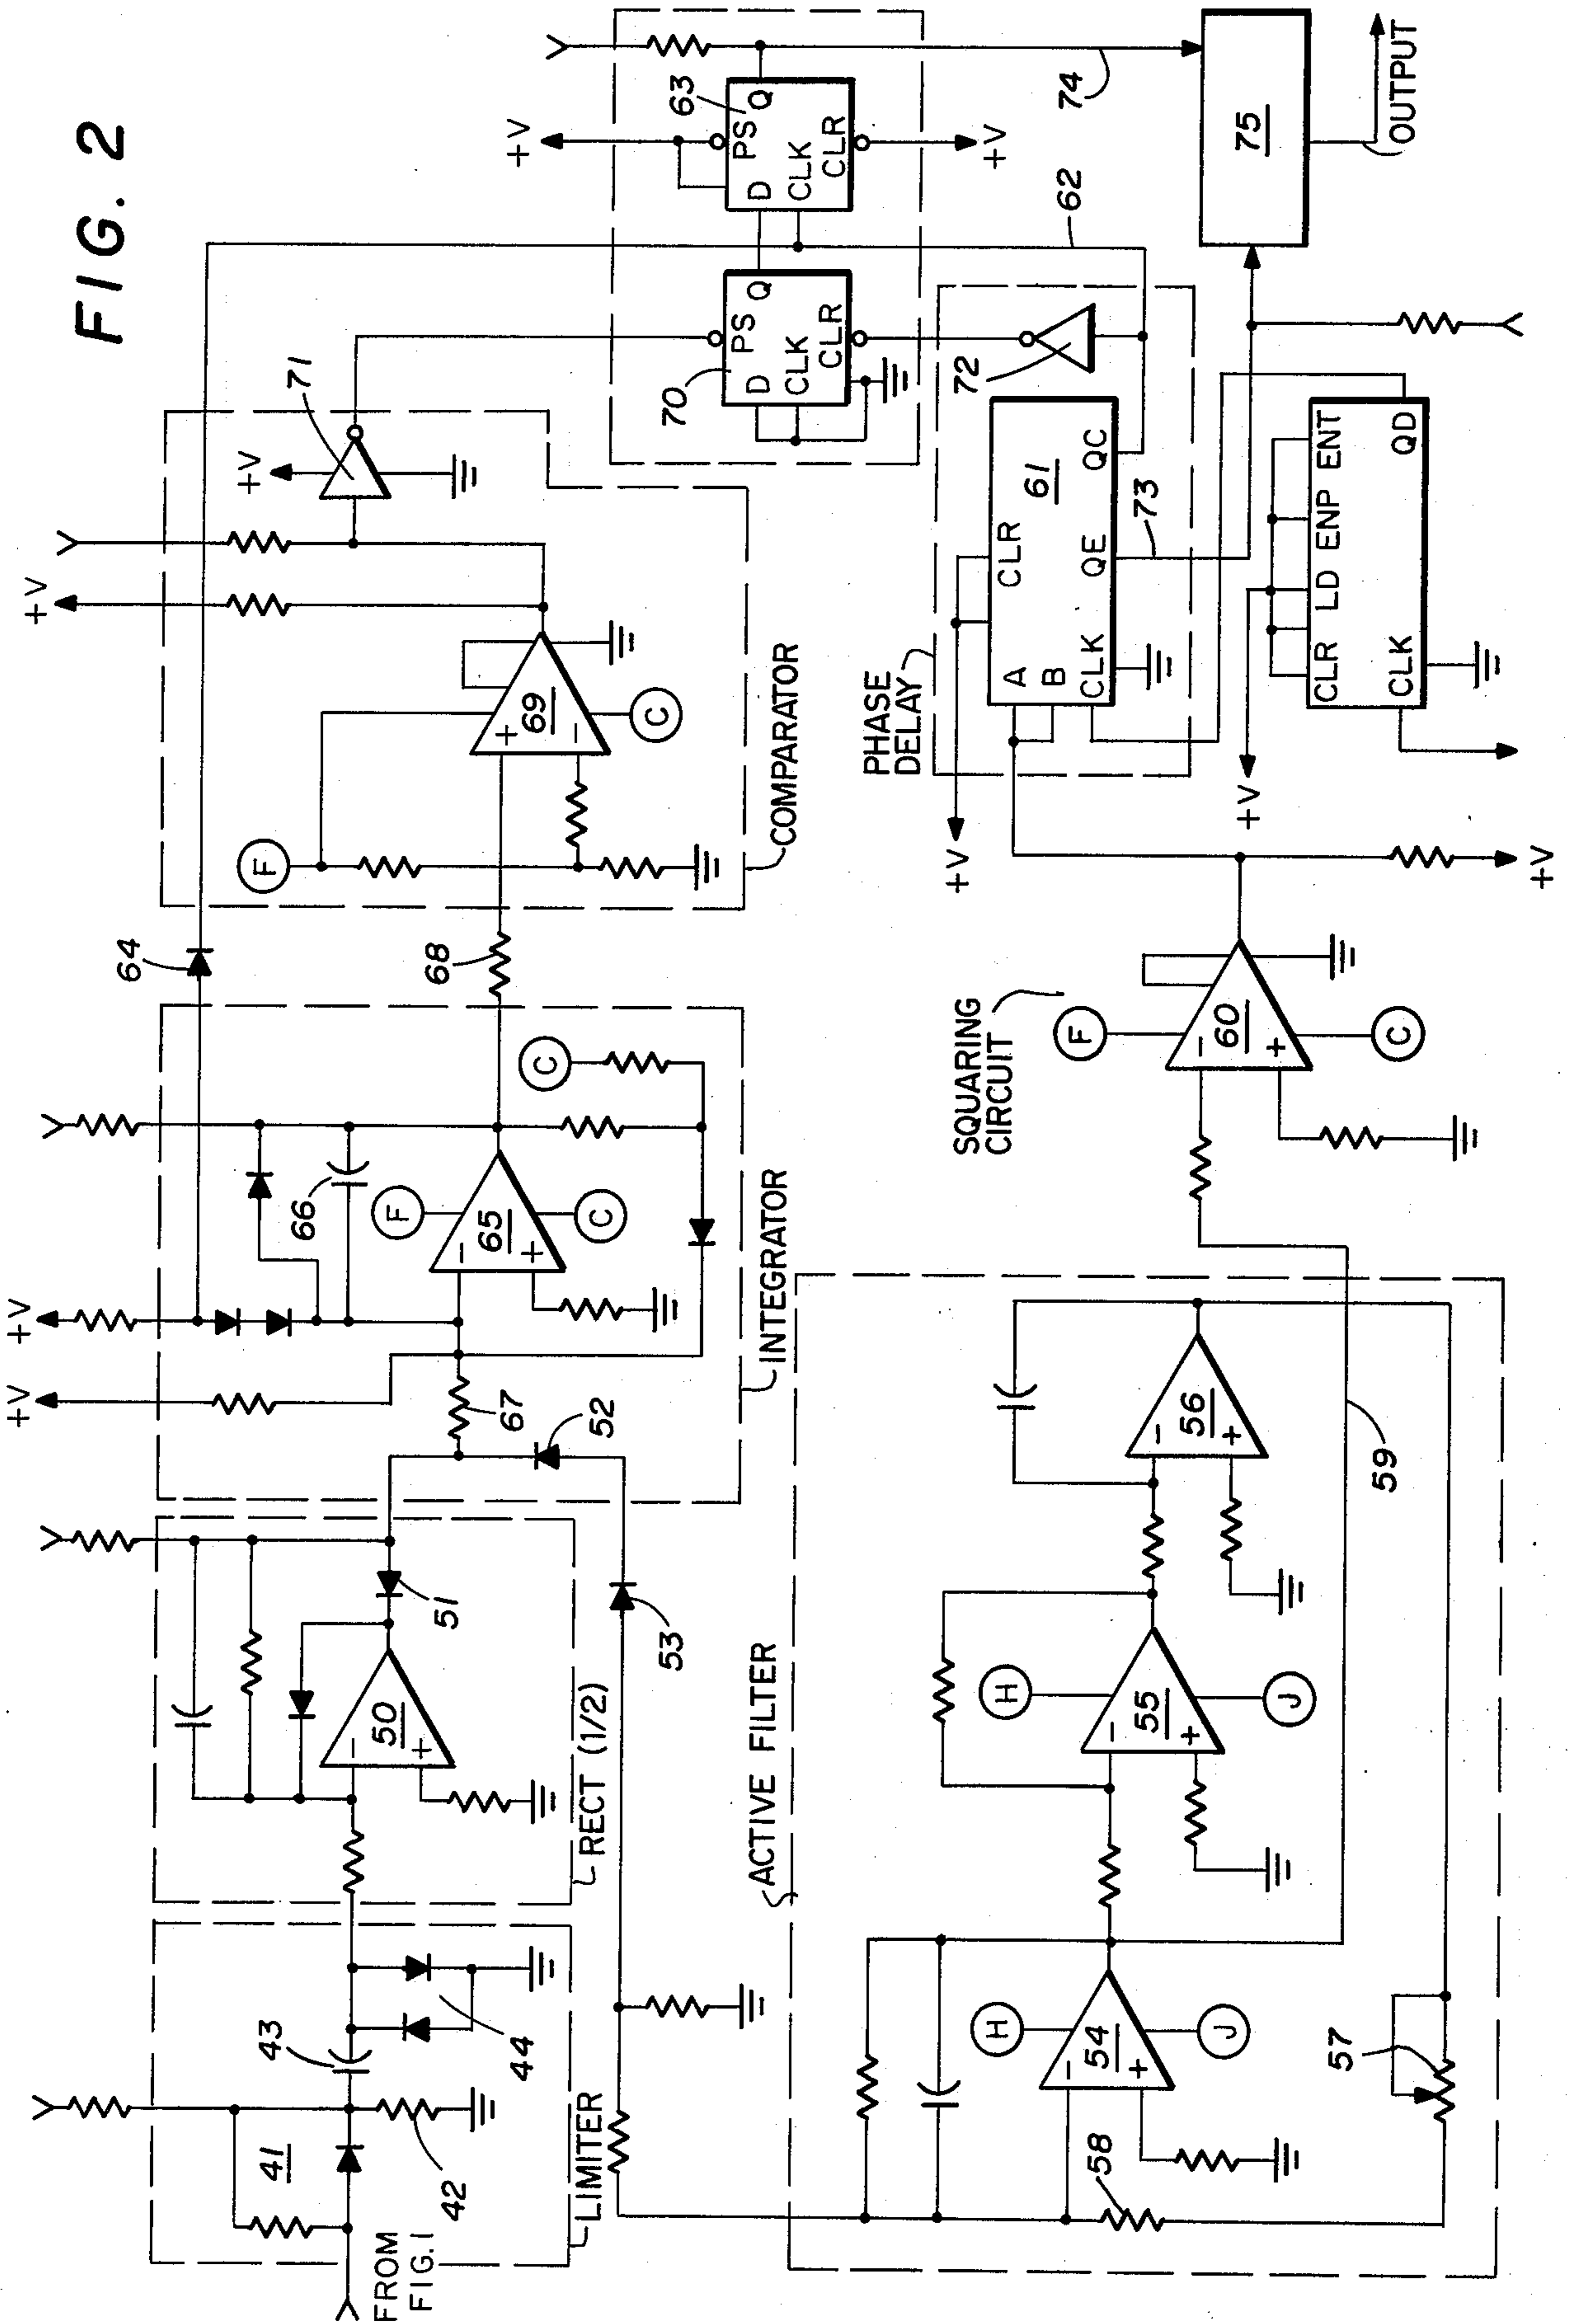 FIG. 2
+V
+V
+V
+V
+V
64
71
F
F
C
C
C
65
66
67
68
69
+
−
−
+
INTEGRATOR
COMPARATOR
70
PS
Q
D
CLK
CLR
63
PS
Q
D
CLK
CLR
+V
62
74
75
OUTPUT
FROM
FIG. 1
41
42
43
44
LIMITER
50
−
+
51
52
53
RECT (1/2)
ACTIVE FILTER
H
54
−
+
J
H
55
−
+
J
56
−
+
57
58
59
SQUARING
CIRCUIT
F
60
−
+
C
+V
PHASE
DELAY
+V
61
A
B
CLK
CLR
QE
QC
72
73
+V
CLR LD ENP ENT
CLK
QD